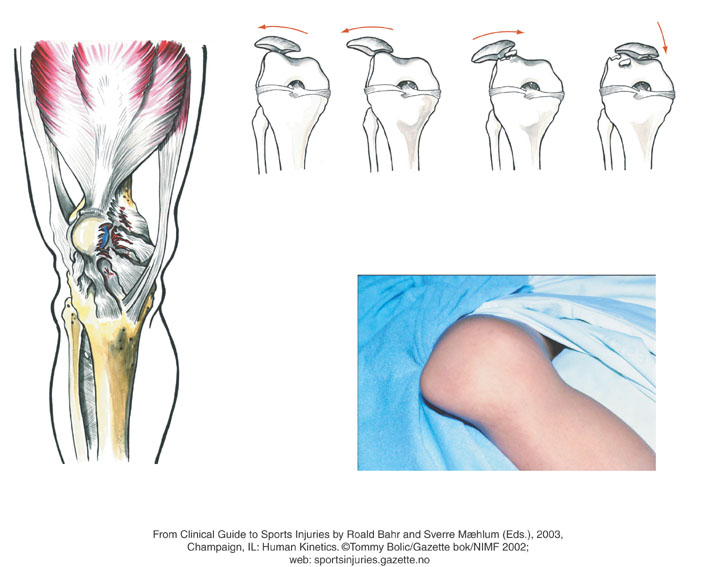 From Clinical Guide to Sports Injuries by Roald Bahr and Sverre Mæhlum (Eds.), 2003,
Champaign, IL: Human Kinetics. ©Tommy Bolic/Gazette bok/NIMF 2002;
web: sportsinjuries.gazette.no